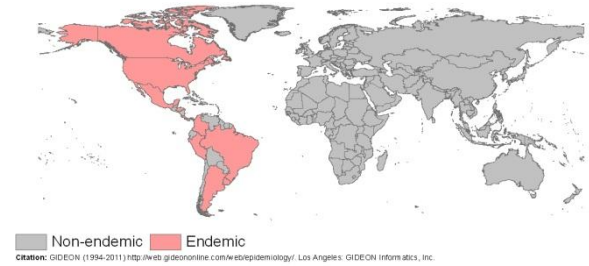 Non-endemic Endemic
Citation: GIDEON (1994-2011) http://web.gideononline.com/web/epidemiology/. Los Angeles: GIDEON Informatics, Inc.